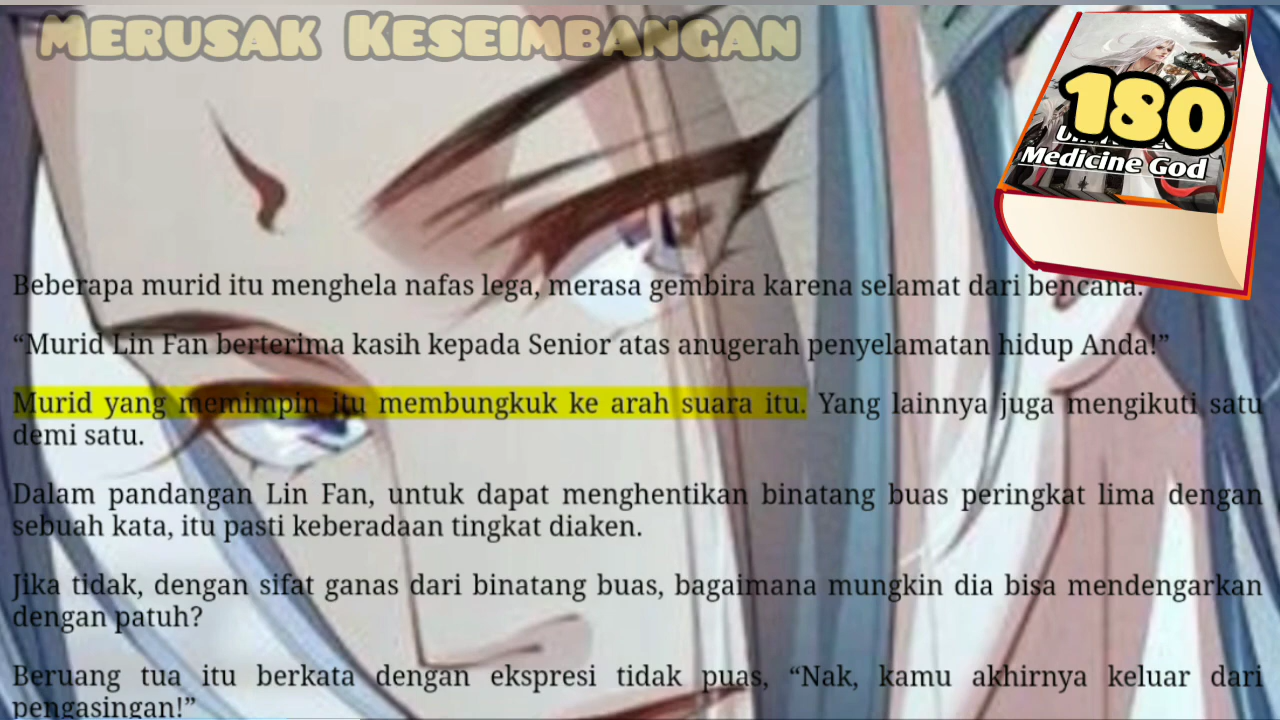 Merusak Keseimbangan
180
Medicine God
Beberapa murid itu menghela nafas lega, merasa gembira karena selamat dari bencana.
“Murid Lin Fan berterima kasih kepada Senior atas anugerah penyelamatan hidup Anda!”
Murid yang memimpin itu membungkuk ke arah suara itu. Yang lainnya juga mengikuti satu
demi satu.
Dalam pandangan Lin Fan, untuk dapat menghentikan binatang buas peringkat lima dengan
sebuah kata, itu pasti keberadaan tingkat diaken.
Jika tidak, dengan sifat ganas dari binatang buas, bagaimana mungkin dia bisa mendengarkan
dengan patuh?
Beruang tua itu berkata dengan ekspresi tidak puas, “Nak, kamu akhirnya keluar dari
pengasingan!”